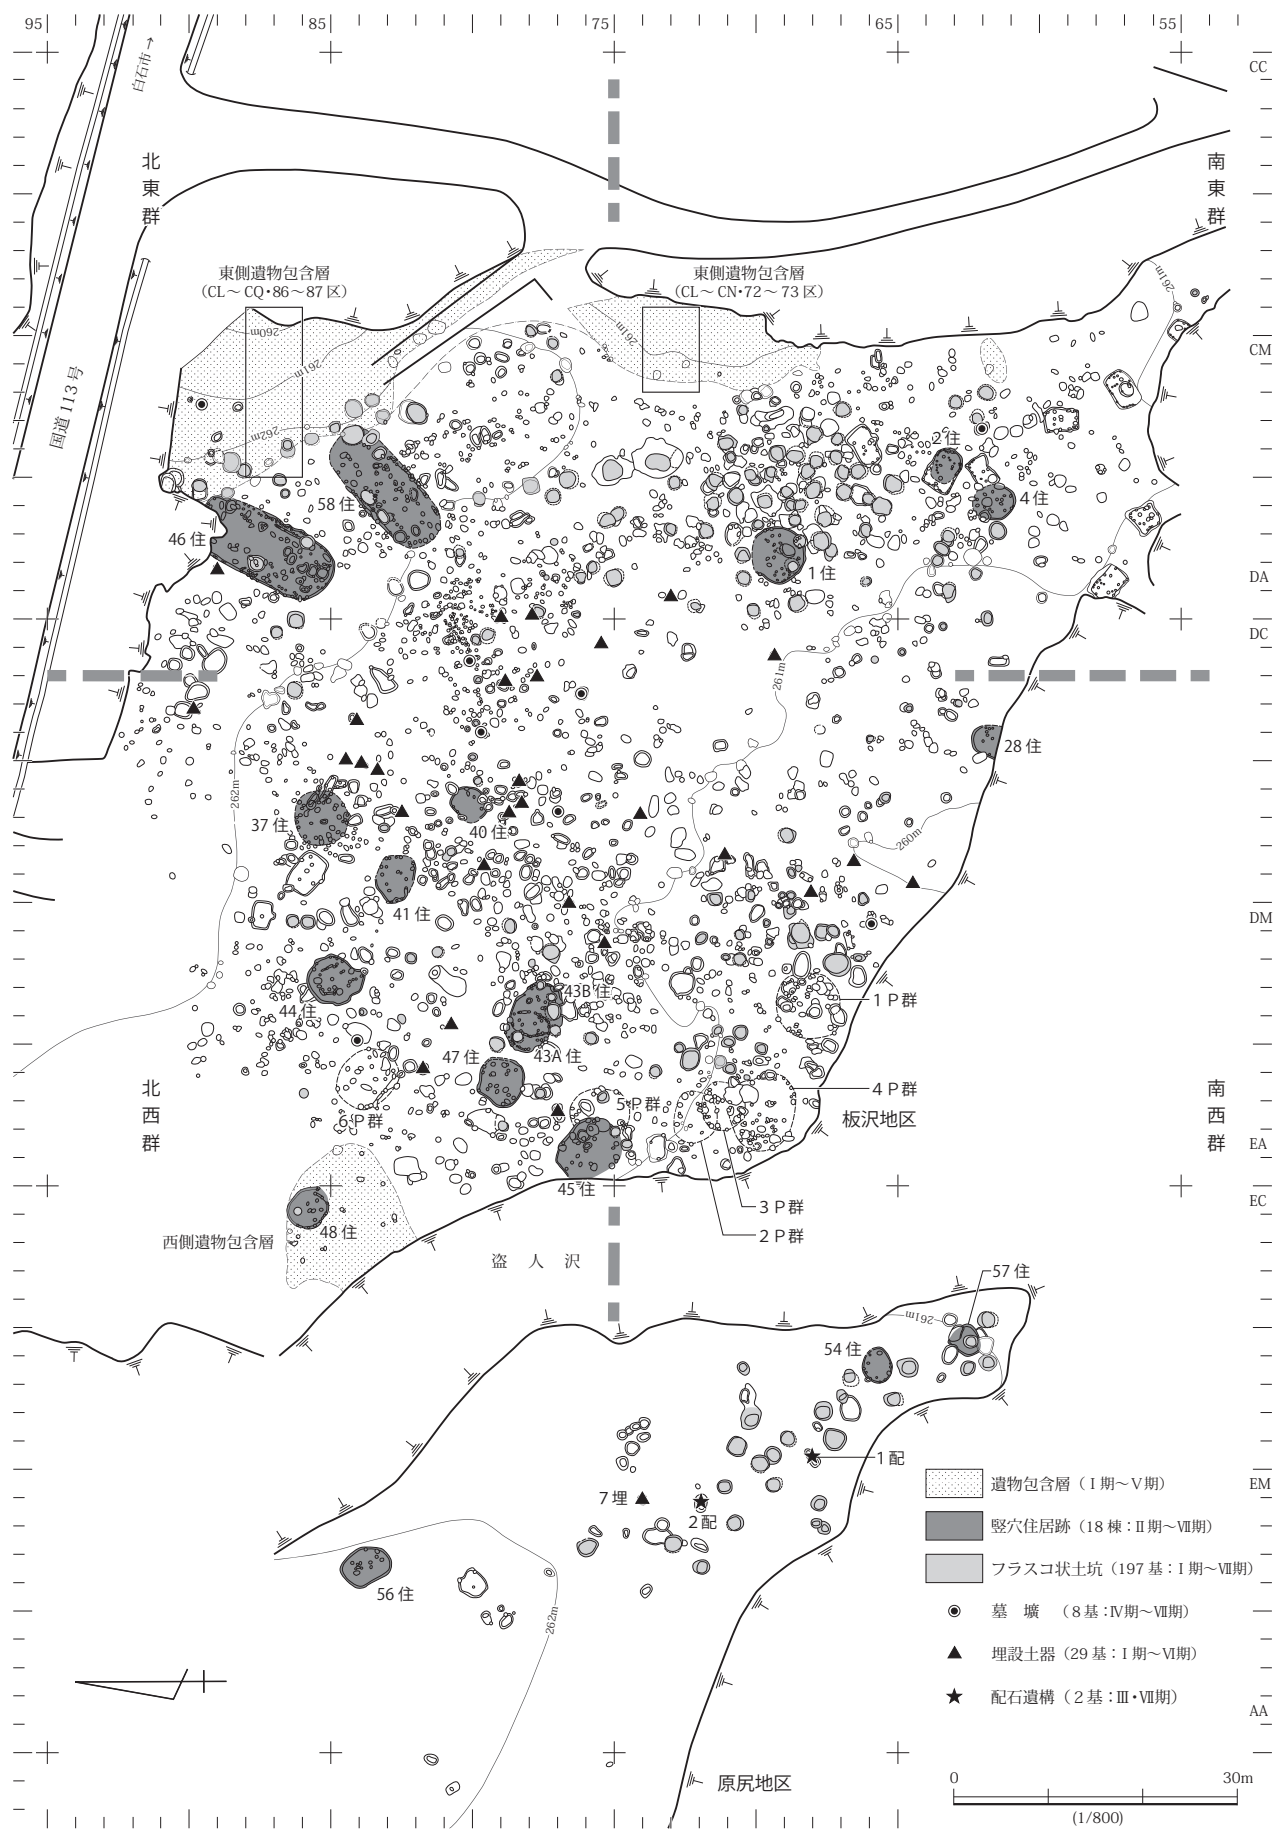 95
85
75
65
55
CC
白石市→
北東群
南東群
東側遺物包含層
（CL～CQ・86～87区）
東側遺物包含層
（CL～CN・72～73区）
261m
260m
261m
261m
CM
国道113号
262m
2住
58住
4住
46住
1住
DA
DC
261m
28住
262m
37住
40住
260m
41住
DM
43B住
44住
1P群
47住
43A住
北西群
4P群
南西群
5P群
6P群
板沢地区
EA
45住
EC
3P群
48住
2P群
西側遺物包含層
盗人沢
57住
261m
54住
1配
EM
7埋
2配
遺物包含層（Ⅰ期～Ⅴ期）
竪穴住居跡（18棟：Ⅱ期～Ⅶ期）
フラスコ状土坑（197基：Ⅰ期～Ⅶ期）
56住
262m
墓　壙　（8基：Ⅳ期～Ⅶ期）
埋設土器（29基：Ⅰ期～Ⅵ期）
配石遺構（2基：Ⅲ・Ⅶ期）
AA
原尻地区
0
30m
(1/800)